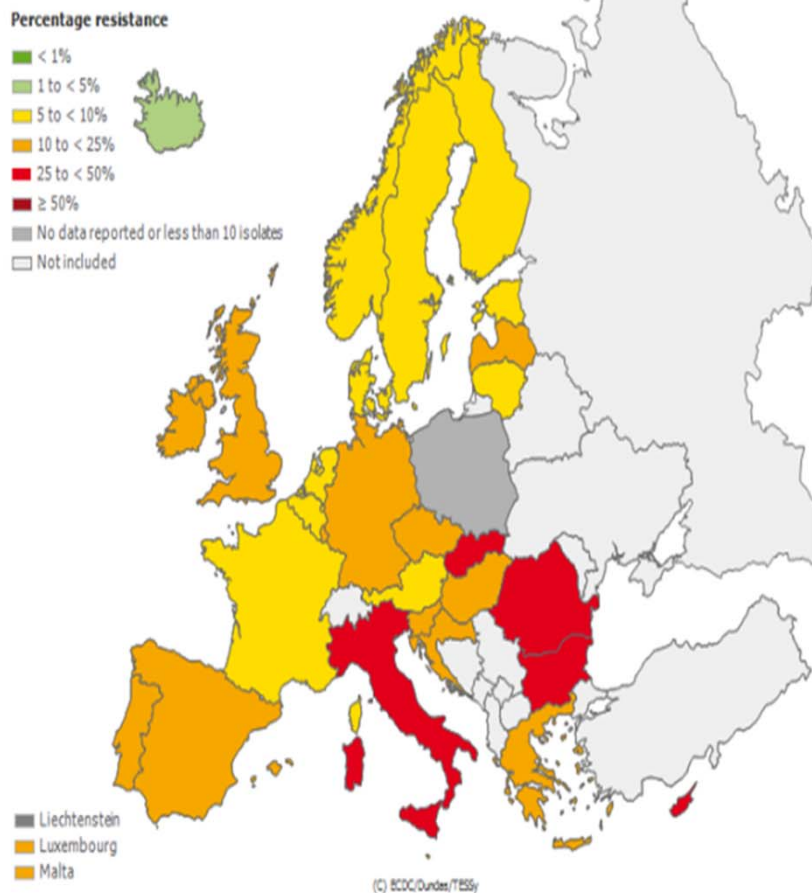 Percentage resistance
< 1%
1 to < 5%
5 to < 10%
10 to < 25%
25 to < 50%
≥ 50%
No data reported or less than 10 isolates
Not included
Liechtenstein
Luxembourg
Malta
(C) ECDC/Dundas/TESSy